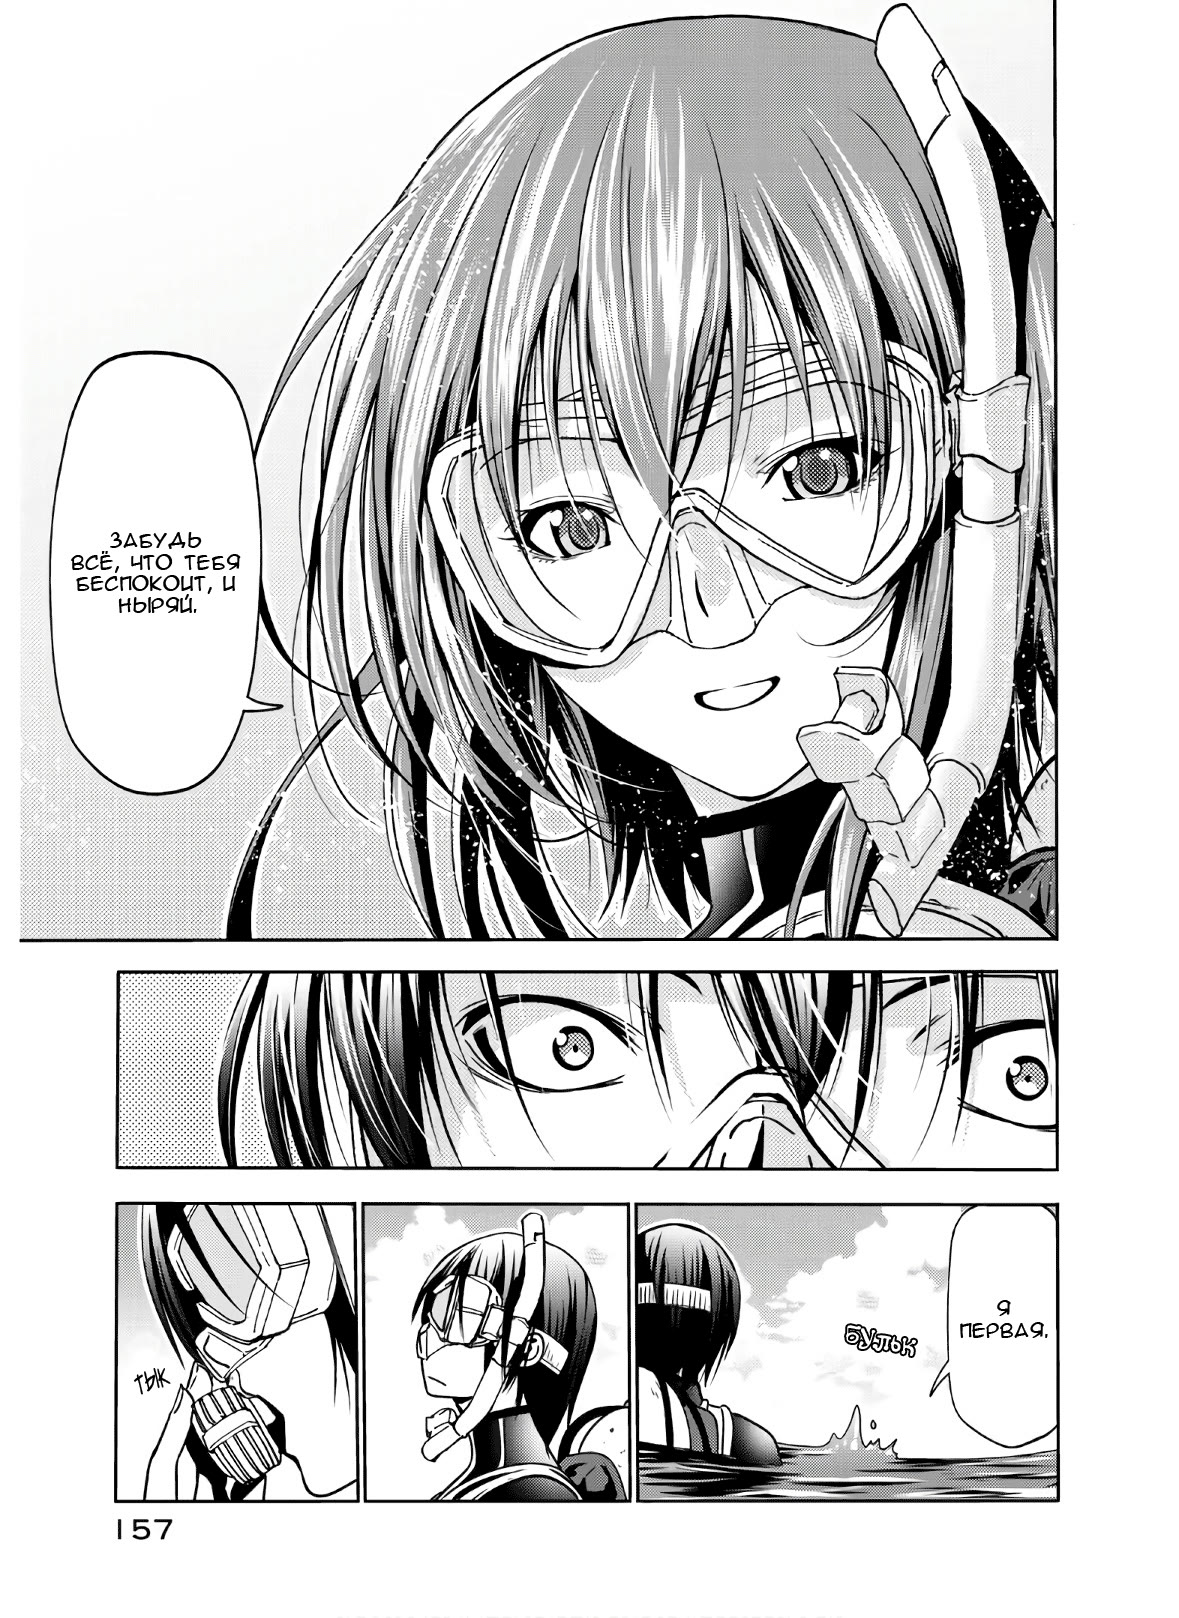 ЗАБУДЬ
ВСЁ, ЧТО ТЕБЯ
БЕСПОКОИТ, И
НЫРЯЙ.
Я
ПЕРВАЯ.
БУЛЬК
ТЫК
157